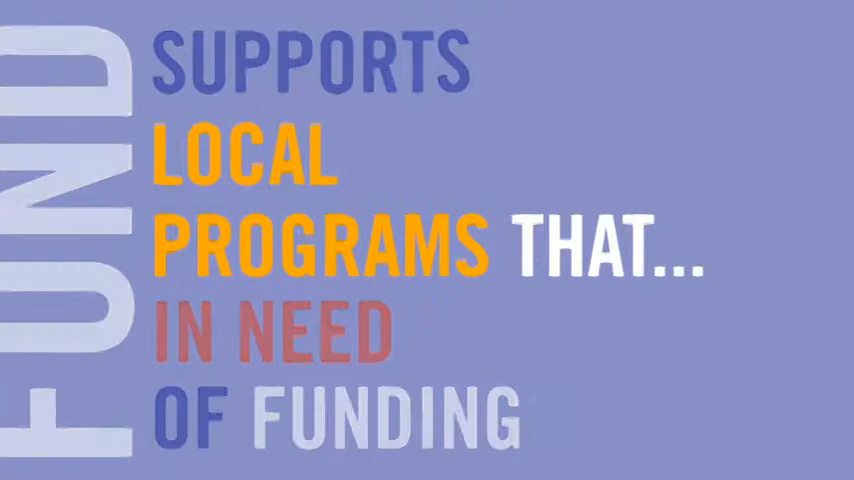 FUND
SUPPORTS
LOCAL
PROGRAMS THAT...
IN NEED
OF FUNDING